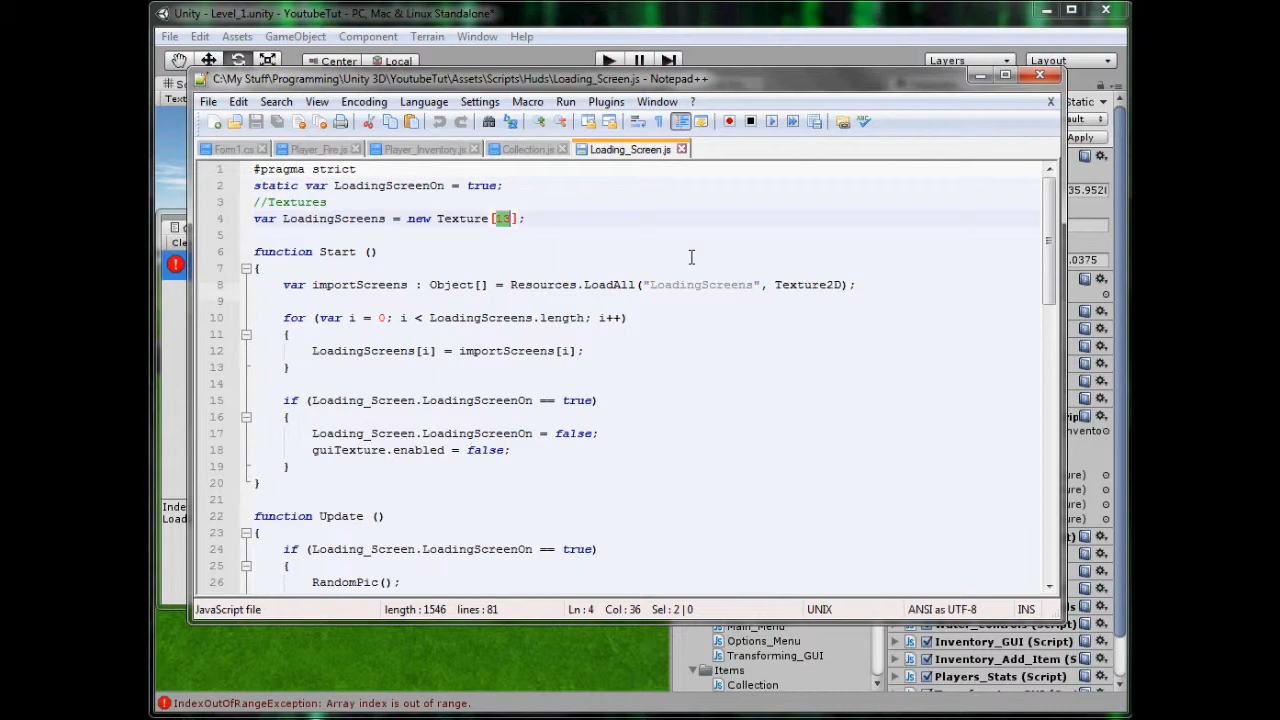 Unity - Level_1.unity - YoutubeTut - PC, Mac & Linux Standalone*
File Edit Assets GameObject Component Terrain Window Help
Center Local Layers Layout
C:\My Stuff\Programming\Unity 3D\YoutubeTut\Assets\Scripts\Huds\Loading_Screen.js - Notepad++
File Edit Search View Encoding Language Settings Macro Run Plugins Window ? X
Static
Apply
Form1.cs Player_Fire.js Player_Inventory.js Collection.js Loading_Screen.js
1 #pragma strict
2 static var LoadingScreenOn = true;
3 //Textures
4 var LoadingScreens = new Texture[13];
5
6 function Start ()
7 {
8 var importScreens : Object[] = Resources.LoadAll("LoadingScreens", Texture2D);
9
10 for (var i = 0; i < LoadingScreens.length; i++)
11 {
12 LoadingScreens[i] = importScreens[i];
13 }
14
15 if (Loading_Screen.LoadingScreenOn == true)
16 {
17 Loading_Screen.LoadingScreenOn = false;
18 guiTexture.enabled = false;
19 }
20 }
21
22 function Update ()
23 {
24 if (Loading_Screen.LoadingScreenOn == true)
25 {
26 RandomPic();
JavaScript file length : 1546 lines : 81 Ln : 4 Col : 36 Sel : 2 | 0 UNIX ANSI as UTF-8 INS
Main_Menu
Options_Menu
Transforming_GUI
Items
Collection
Inventory_GUI (Script)
Inventory_Add_Item (S
Players_Stats (Script)
IndexOutOfRangeException: Array index is out of range.